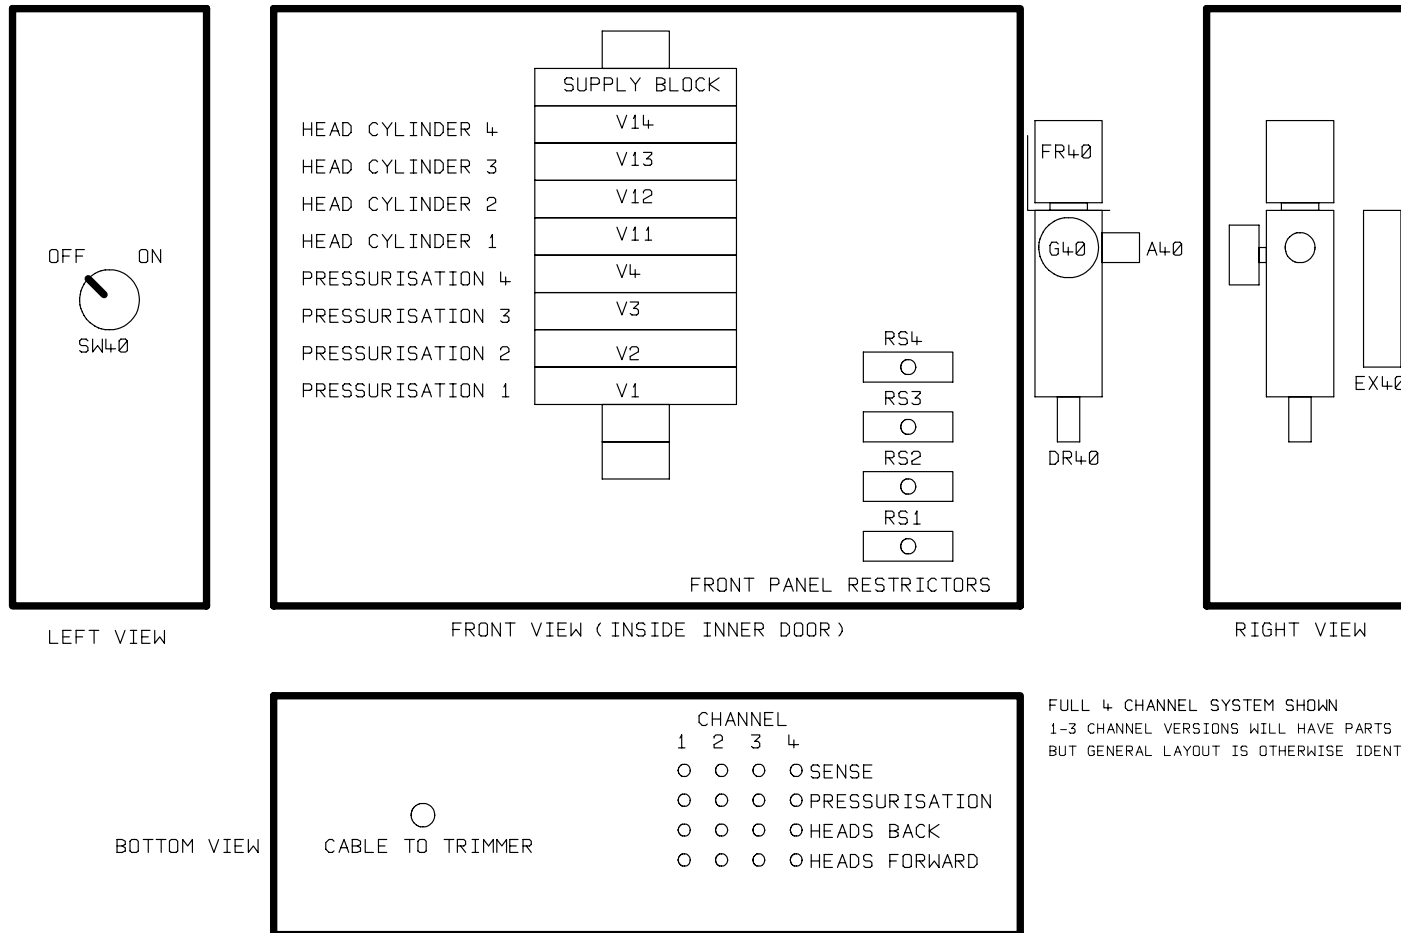 OFF ON
SW40
LEFT VIEW
SUPPLY BLOCK
HEAD CYLINDER 4 V14
HEAD CYLINDER 3 V13
HEAD CYLINDER 2 V12
HEAD CYLINDER 1 V11
PRESSURISATION 4 V4
PRESSURISATION 3 V3
PRESSURISATION 2 V2
PRESSURISATION 1 V1
RS4
RS3
RS2
RS1
FRONT PANEL RESTRICTORS
FRONT VIEW (INSIDE INNER DOOR)
FR40
G40 A40
DR40
EX40
RIGHT VIEW
CHANNEL
1 2 3 4
SENSE
PRESSURISATION
HEADS BACK
HEADS FORWARD
CABLE TO TRIMMER
BOTTOM VIEW
FULL 4 CHANNEL SYSTEM SHOWN
1-3 CHANNEL VERSIONS WILL HAVE PARTS
BUT GENERAL LAYOUT IS OTHERWISE IDENT